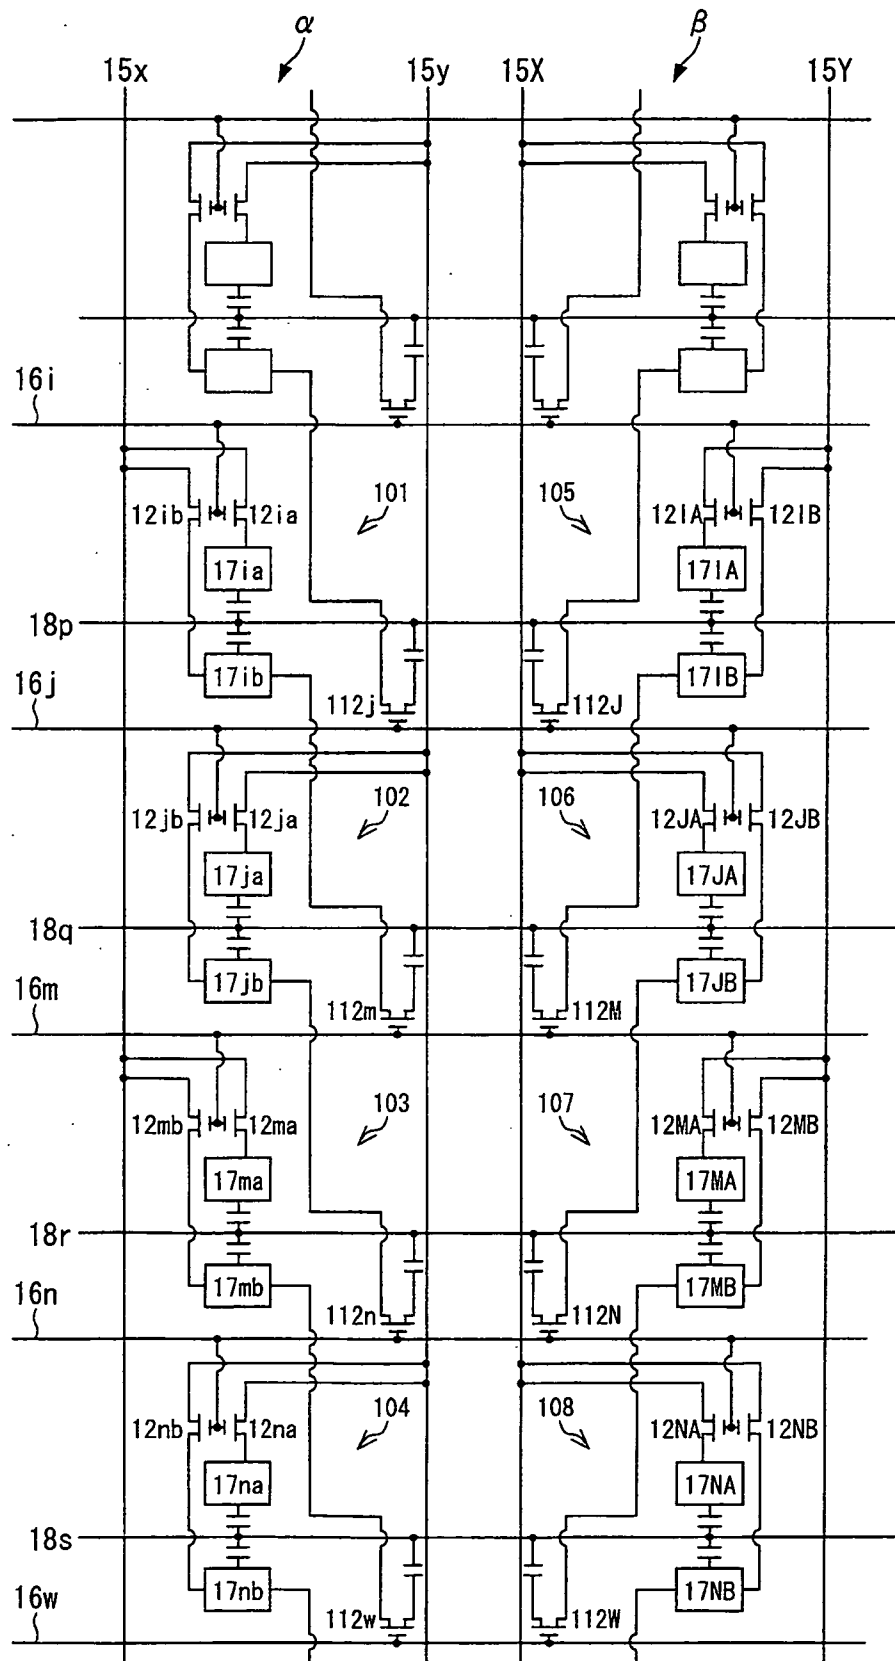 α β
15x 15y 15X 15Y
16i
101 105
12ib 12ia 12IA 12IB
17ia 17IA
18p
17ib 17IB
16j
112j 112J
102 106
12jb 12ja 12JA 12JB
17ja 17JA
18q
17jb 17JB
16m
112m 112M
103 107
12mb 12ma 12MA 12MB
17ma 17MA
18r
17mb 17MB
16n
112n 112N
104 108
12nb 12na 12NA 12NB
17na 17NA
18s
17nb 17NB
16w
112w 112W